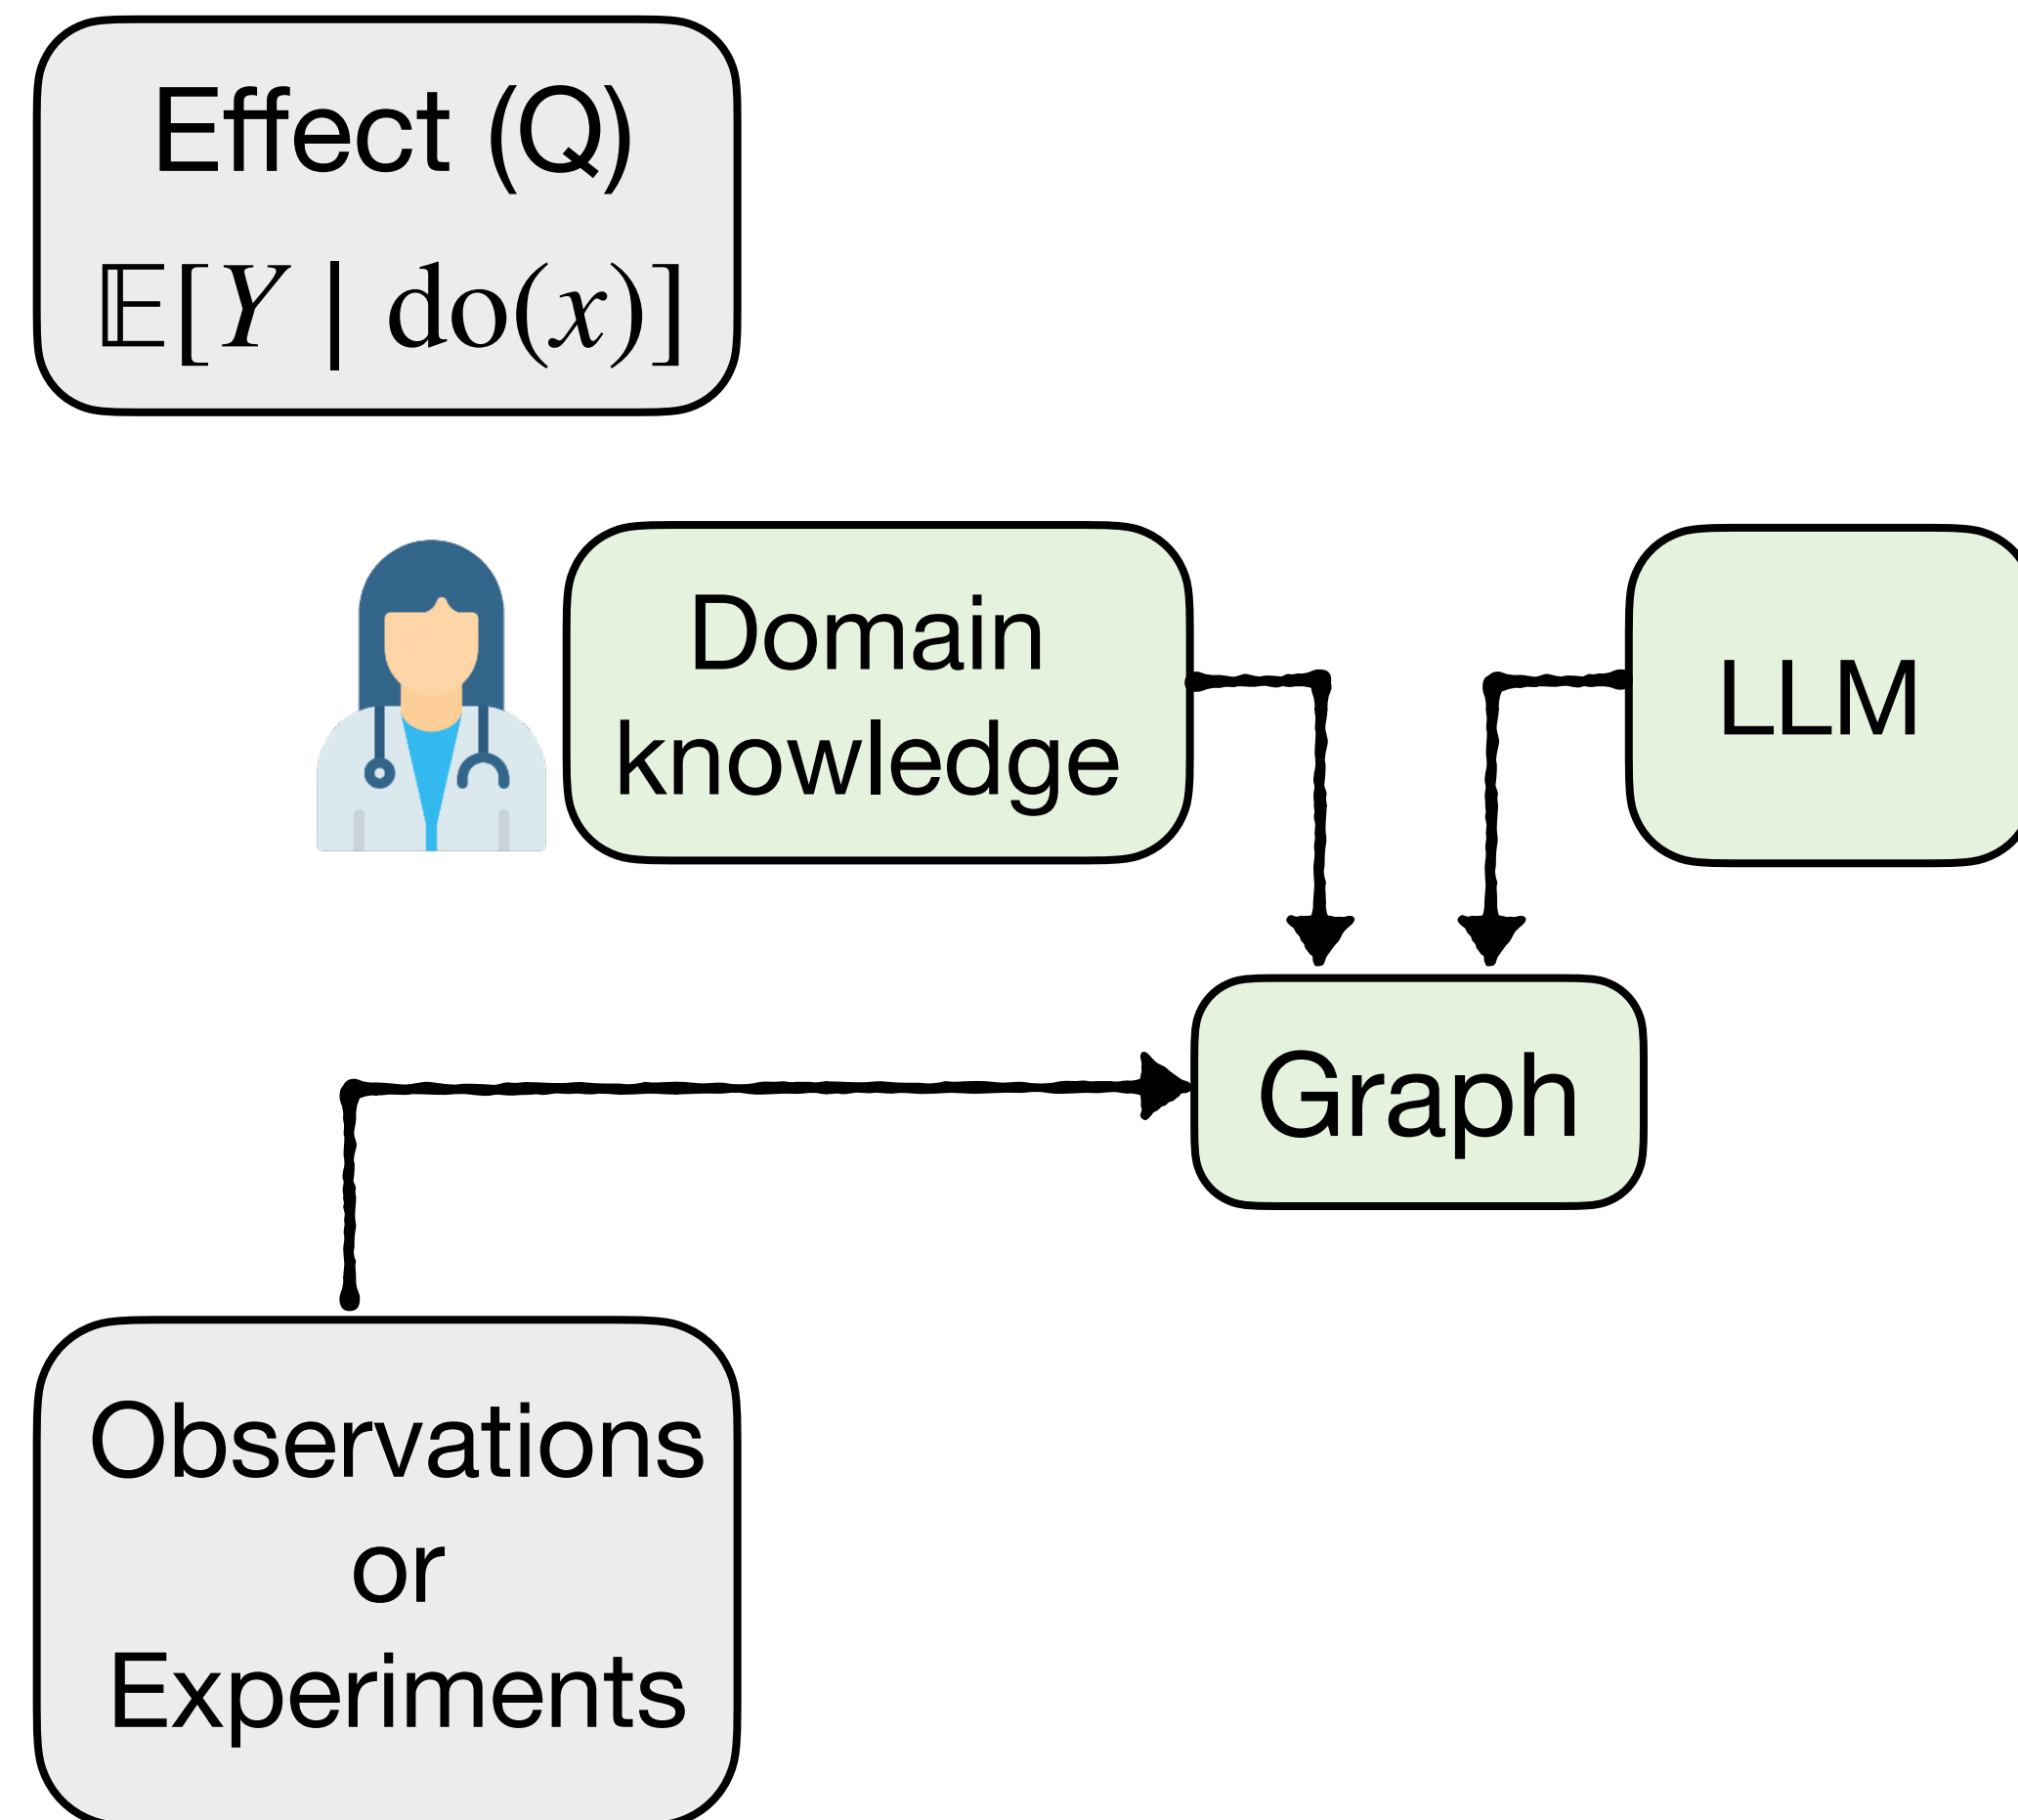 Effect (Q)
𝔼[Y | do(x)]
Domain
knowledge
LLM
Graph
Observations
or
Experiments